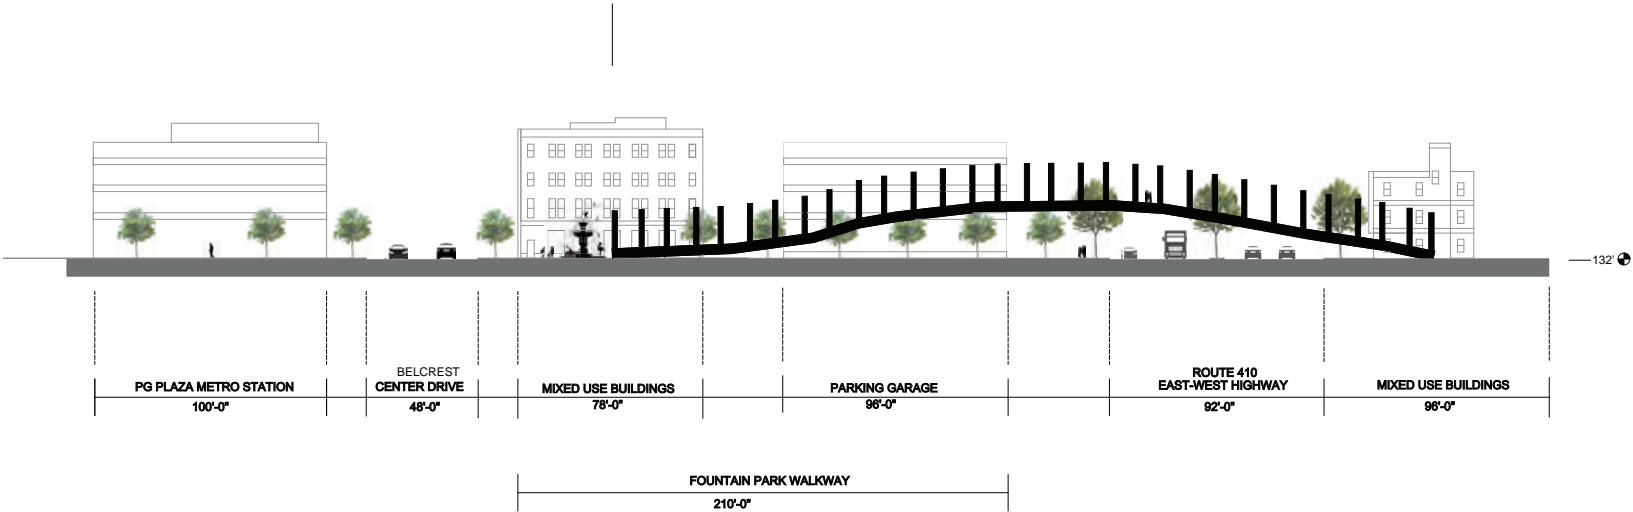 132'
BELCREST
PG PLAZA METRO STATION
CENTER DRIVE
MIXED USE BUILDINGS
PARKING GARAGE
ROUTE 410
EAST-WEST HIGHWAY
MIXED USE BUILDINGS
100'-0"
48'-0"
78'-0"
96'-0"
92'-0"
96'-0"
FOUNTAIN PARK WALKWAY
210'-0"